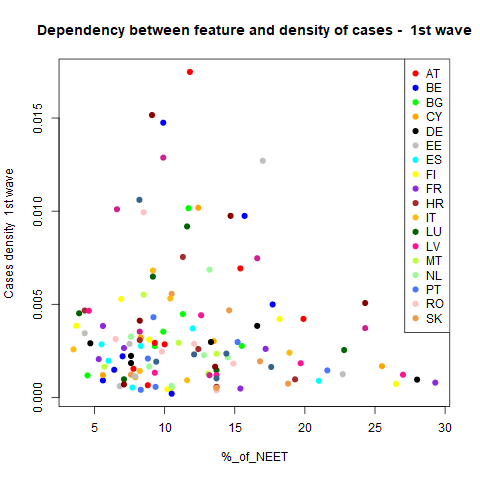 Dependency between feature and density of cases - 1st wave
Cases density 1st wave
0.015
0.010
0.005
0.000
5
10
15
20
25
30
%_of_NEET
AT
BE
BG
CY
DE
EE
ES
FI
FR
HR
IT
LU
LV
MT
NL
PT
RO
SK